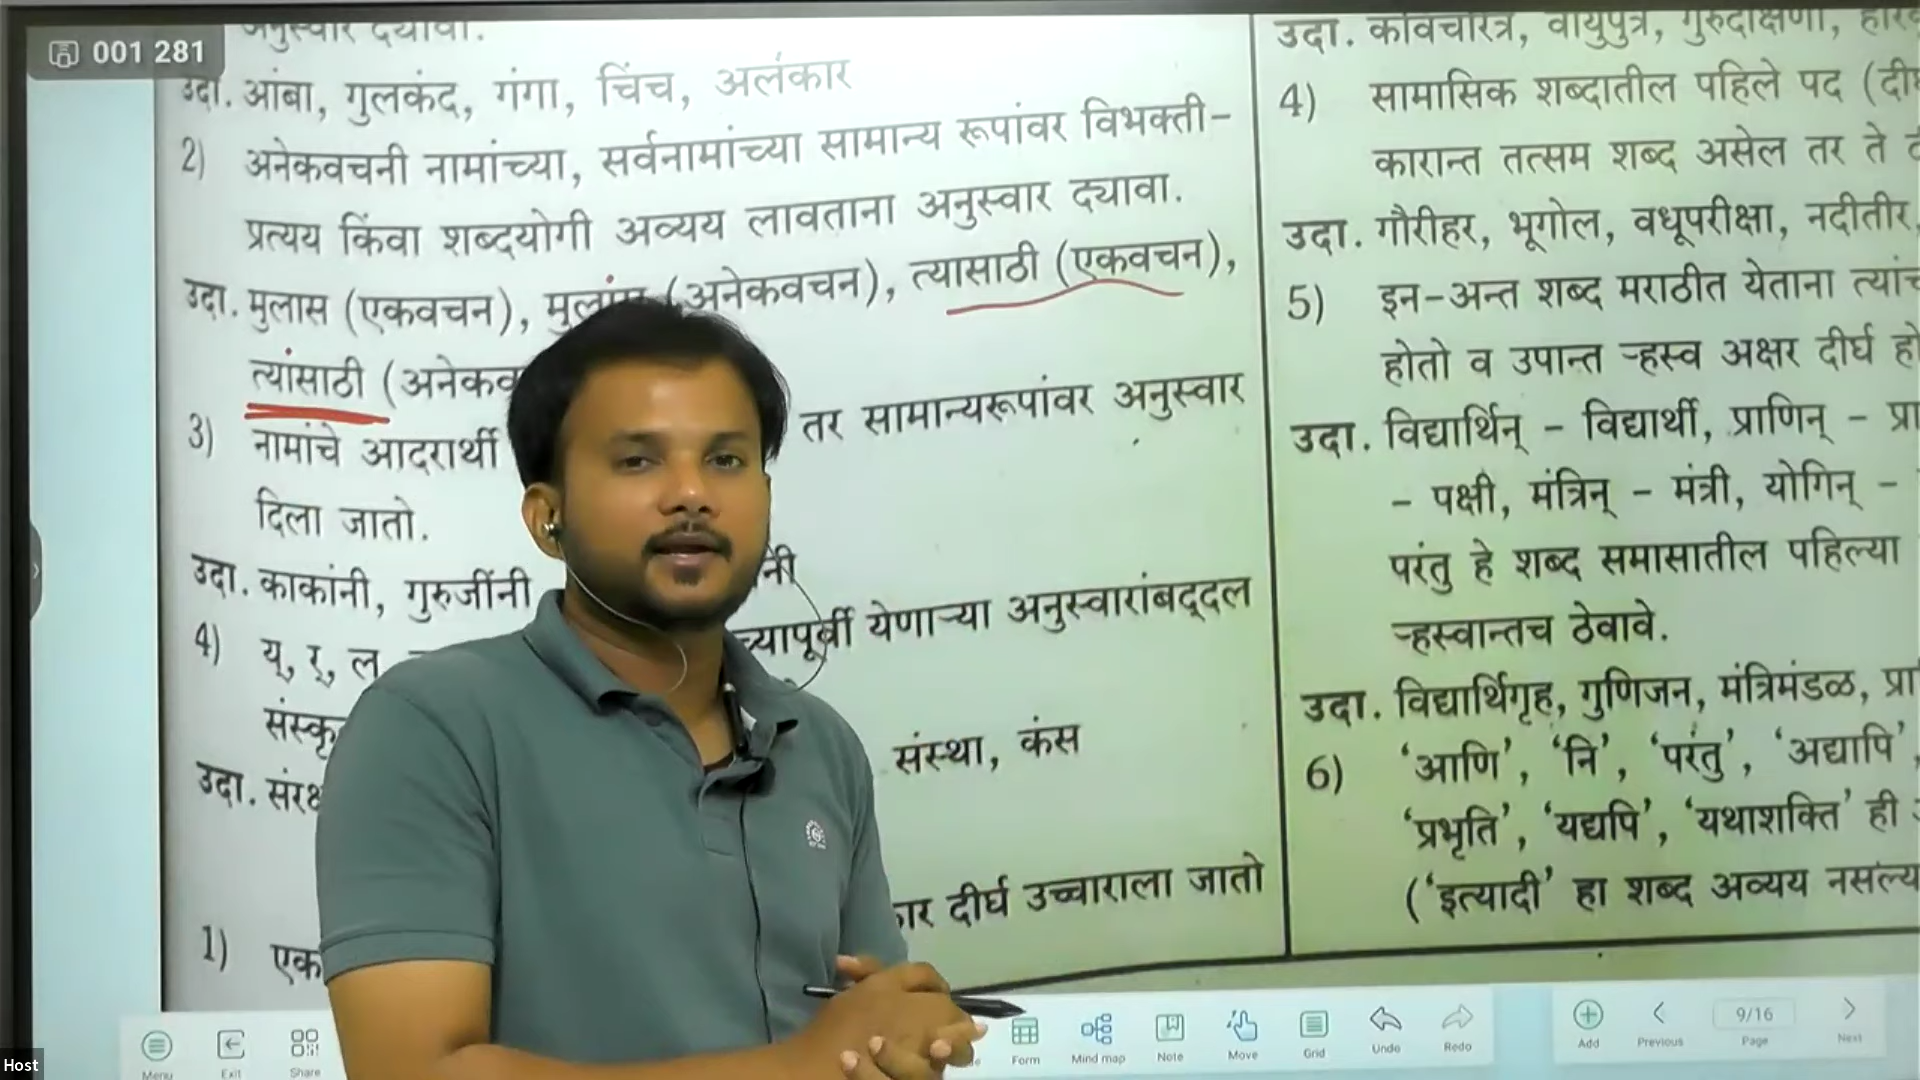 001 281
अनुस्वार द्यावा.
उदा. आंबा, गुलकंद, गंगा, चिंच, अलंकार
2) अनेकवचनी नामांच्या, सर्वनामांच्या सामान्य रूपांवर विभक्ती-
प्रत्यय किंवा शब्दयोगी अव्यय लावताना अनुस्वार द्यावा.
उदा. मुलास (एकवचन), मुलांस (अनेकवचन), त्यासाठी (एकवचन),
त्यांसाठी (
3) नामांचे आदरार्थी तर सामान्यरूपांवर अनुस्वार
दिला जातो.
उदा. काकांनी, गुरुजींनी
4) य्, र्, ल येणाऱ्या अनुस्वारांबद्दल
उदा. संस्था, कंस
1) दीर्घ उच्चाराला जातो
उदा. कविचरित्र, वायुपुत्र, गुरुदक्षिणा,
4) सामासिक शब्दातील पहिले पद (
कारान्त तत्सम शब्द असेल तर ते
उदा. गौरीहर, भूगोल, वधूपरीक्षा, नदीतीर,
5) इन-अन्त शब्द मराठीत येताना
होतो व उपान्त ऱ्हस्व अक्षर दीर्घ
उदा. विद्यार्थिन् - विद्यार्थी, प्राणिन् -
- पक्षी, मंत्रिन् - मंत्री, योगिन् -
परंतु हे शब्द समासातील पहिल्या
ऱ्हस्वान्तच ठेवावे.
उदा. विद्यार्थिगृह, गुणिजन, मंत्रिमंडळ,
6) 'आणि', 'नि', 'परंतु', 'अद्यापि',
'प्रभृति', 'यद्यपि', 'यथाशक्ति' ही
('इत्यादी' हा शब्द अव्यय
Menu Exit Share Form Mind map Note Move Grid Undo Redo Add Previous 9/16 Page Next
Host